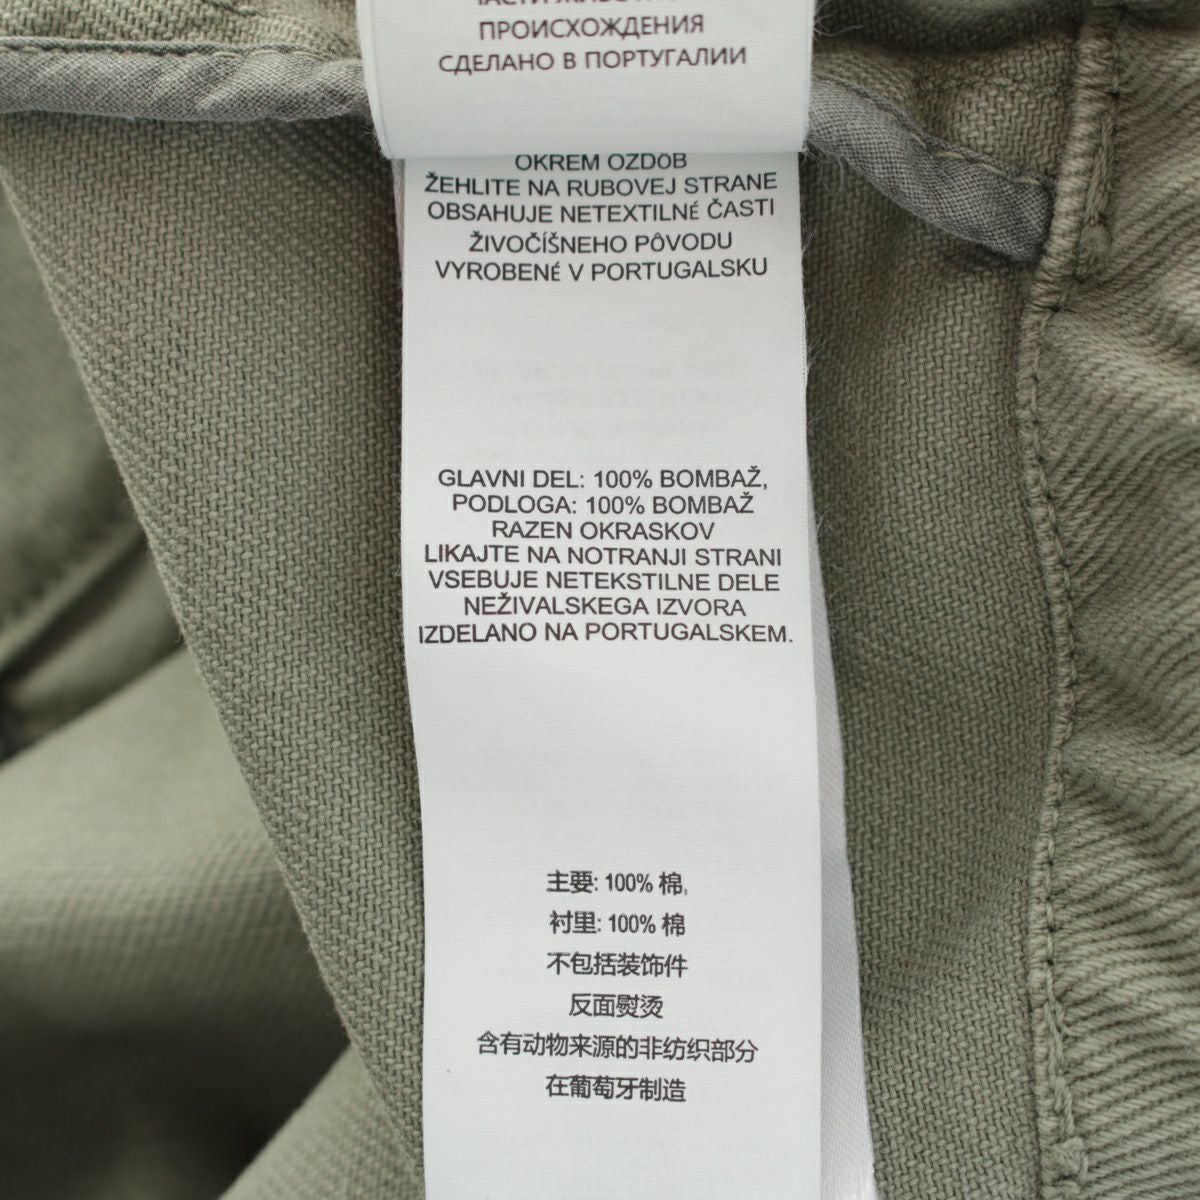 ПРОИСХОЖДЕНИЯ
СДЕЛАНО В ПОРТУГАЛИИ
OKREM OZDôB
ŽEHLITE NA RUBOVEJ STRANE
OBSAHUJE NETEXTILNé ČASTI
ŽIVOČÍŠNEHO PôVODU
VYROBENé V PORTUGALSKU
GLAVNI DEL: 100% BOMBAŽ,
PODLOGA: 100% BOMBAŽ
RAZEN OKRASKOV
LIKAJTE NA NOTRANJI STRANI
VSEBUJE NETEKSTILNE DELE
NEŽIVALSKEGA IZVORA
IZDELANO NA PORTUGALSKEM.
主要: 100% 棉,
衬里: 100% 棉
不包括装饰件
反面熨烫
含有动物来源的非纺织部分
在葡萄牙制造